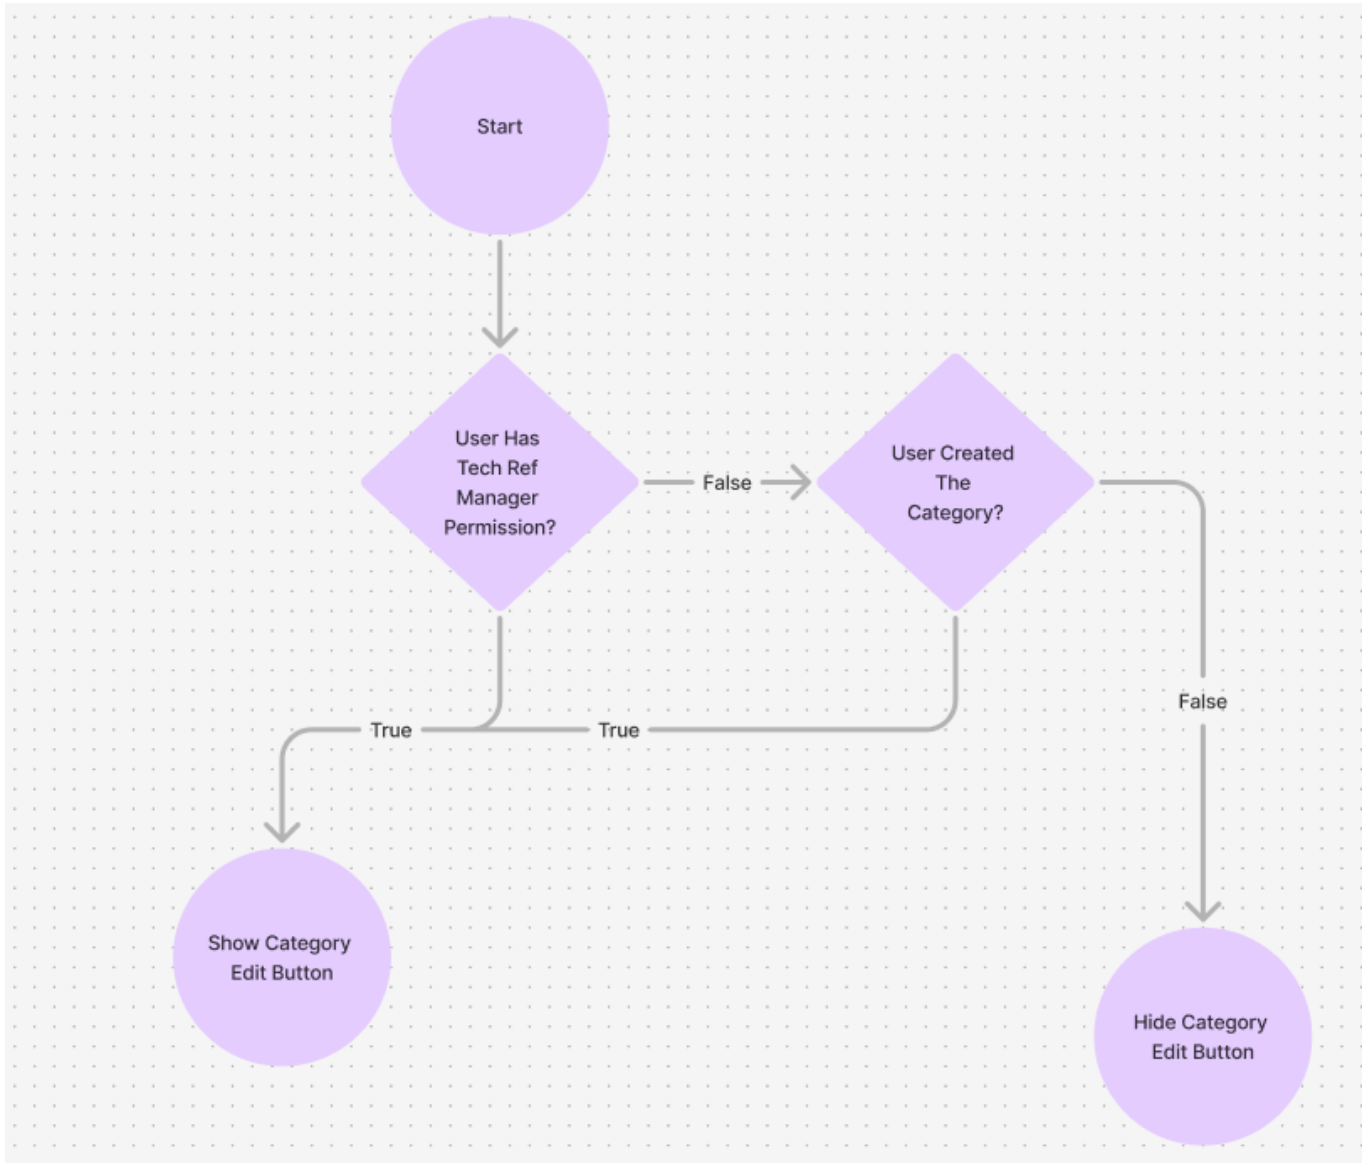 Start
User Has
Tech Ref
Manager
Permission?
False
User Created
The
Category?
False
True
True
Show Category
Edit Button
Hide Category
Edit Button